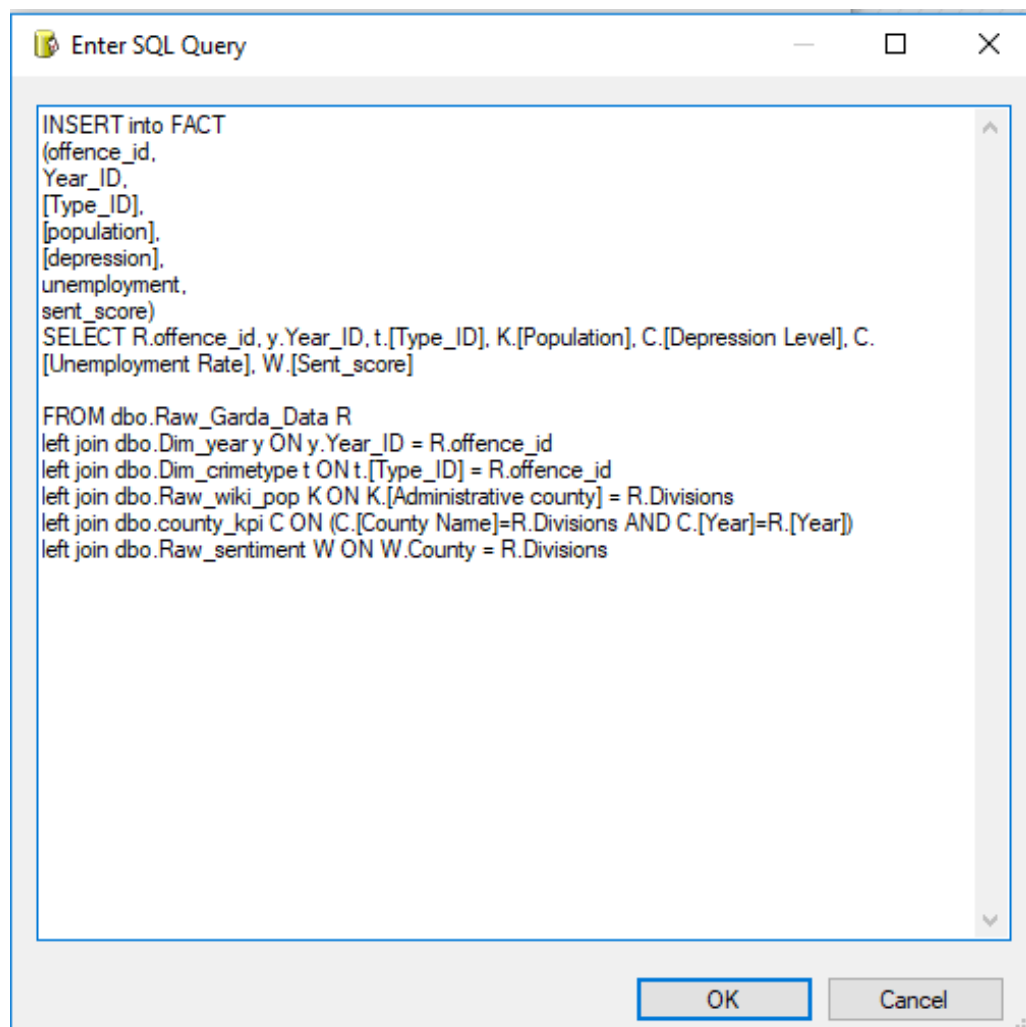 Enter SQL Query
INSERT into FACT
(offence_id,
Year_ID,
[Type_ID],
[population],
[depression],
unemployment,
sent_score)
SELECT R.offence_id, y.Year_ID, t.[Type_ID], K.[Population], C.[Depression Level], C.
[Unemployment Rate], W.[Sent_score]
FROM dbo.Raw_Garda_Data R
left join dbo.Dim_year y ON y.Year_ID = R.offence_id
left join dbo.Dim_crimetype t ON t.[Type_ID] = R.offence_id
left join dbo.Raw_wiki_pop K ON K.[Administrative county] = R.Divisions
left join dbo.county_kpi C ON (C.[County Name]=R.Divisions AND C.[Year]=R.[Year])
left join dbo.Raw_sentiment W ON W.County = R.Divisions
OK Cancel